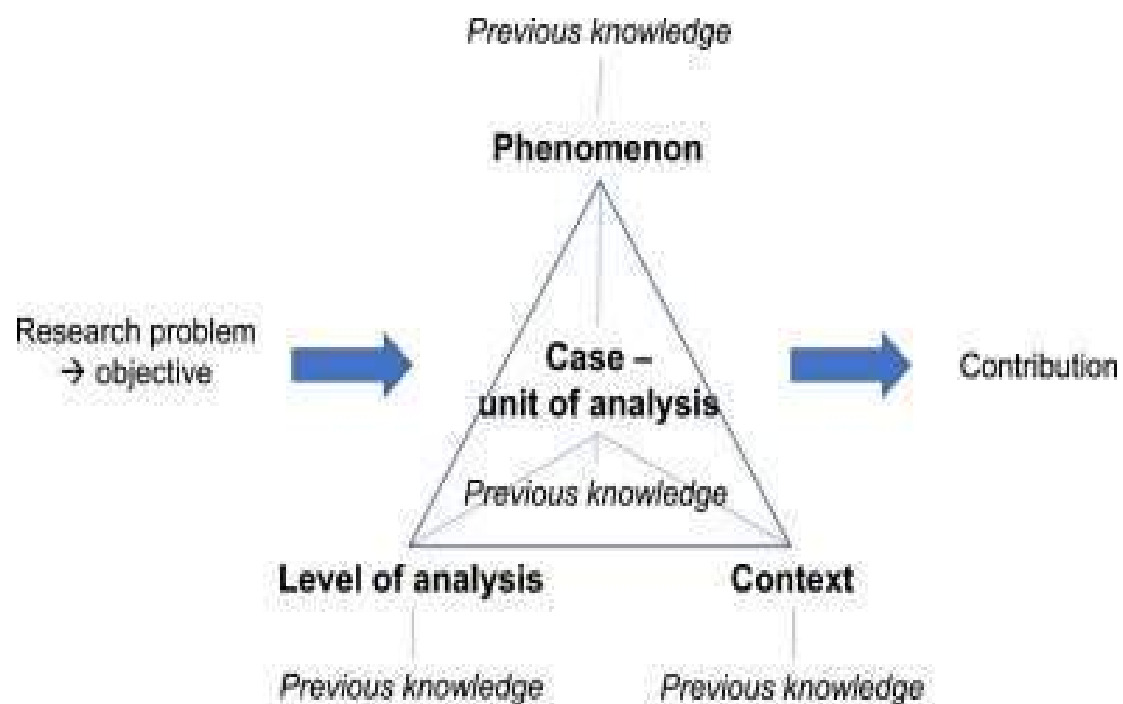 Previous knowledge
Phenomenon
Research problem
→ objective
Case –
unit of analysis
Contribution
Previous knowledge
Level of analysis
Context
Previous knowledge
Previous knowledge